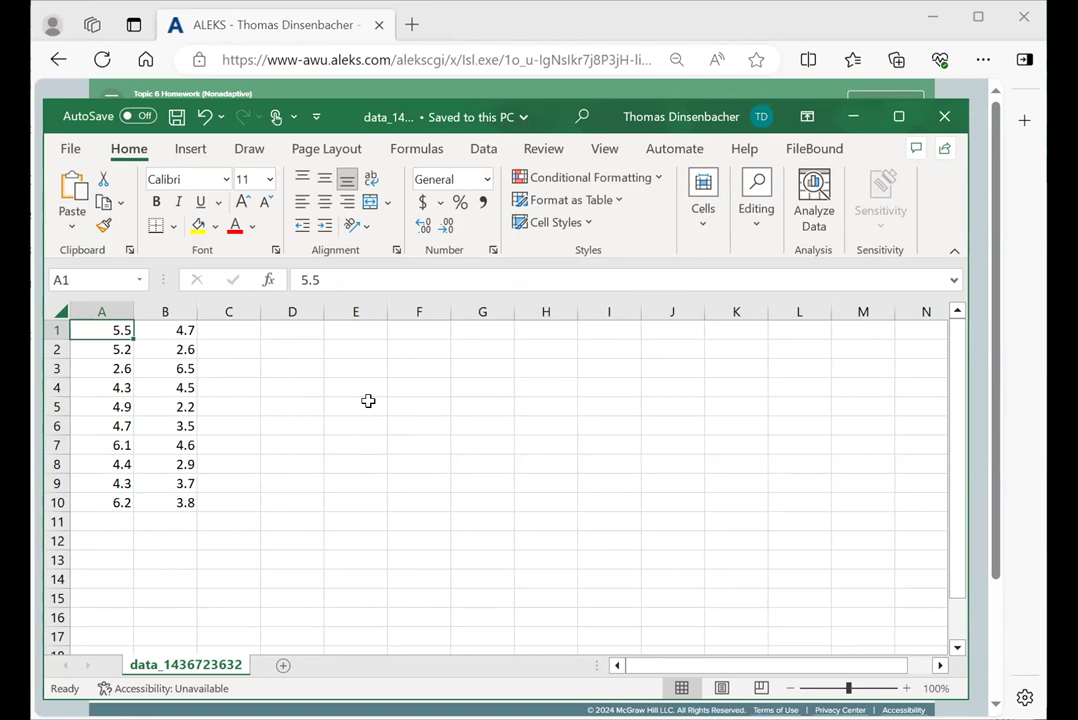 ALEKS - Thomas Dinsenbacher -
https://www-awu.aleks.com/alekscgi/x/Isl.exe/1o_u-IgNsIkr7j8P3jH-Ii...
Topic 6 Homework (Nonadaptive)
AutoSave Off data_14... • Saved to this PC Thomas Dinsenbacher TD
File Home Insert Draw Page Layout Formulas Data Review View Automate Help FileBound
Paste
Calibri 11
B I U
ab
General
$ % 9
Conditional Formatting
Format as Table
Cell Styles
Cells
Editing
Analyze
Data
Sensitivity
Clipboard Font Alignment Number Styles Analysis Sensitivity
A1 fx 5.5
A B C D E F G H I J K L M N
1 5.5 4.7
2 5.2 2.6
3 2.6 6.5
4 4.3 4.5
5 4.9 2.2
6 4.7 3.5
7 6.1 4.6
8 4.4 2.9
9 4.3 3.7
10 6.2 3.8
11
12
13
14
15
16
17
data_1436723632
Ready Accessibility: Unavailable 100%
© 2024 McGraw Hill LLC. All Rights Reserved. Terms of Use | Privacy Center | Accessibility